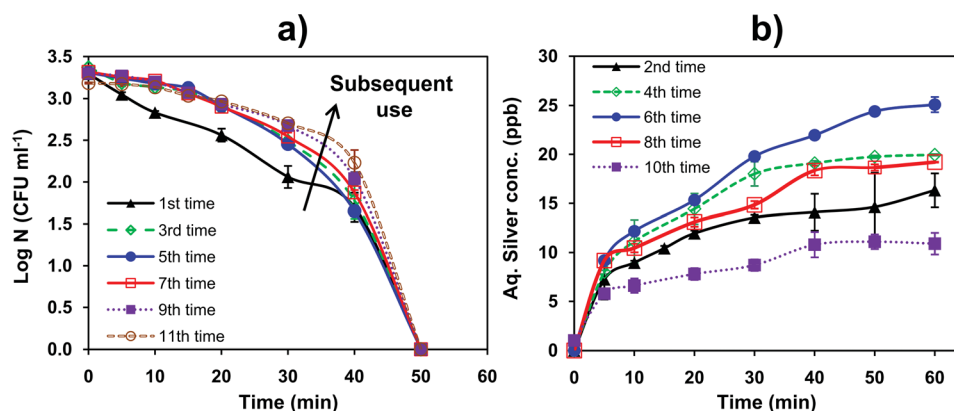 a)
3.5
3.0
2.5
2.0
1.5
1.0
0.5
0.0
Log N (CFU ml⁻¹)
Subsequent
use
1st time
3rd time
5th time
7th time
9th time
11th time
0 10 20 30 40 50 60
Time (min)
b)
30
25
20
15
10
5
0
Aq. Silver conc. (ppb)
2nd time
4th time
6th time
8th time
10th time
0 10 20 30 40 50 60
Time (min)